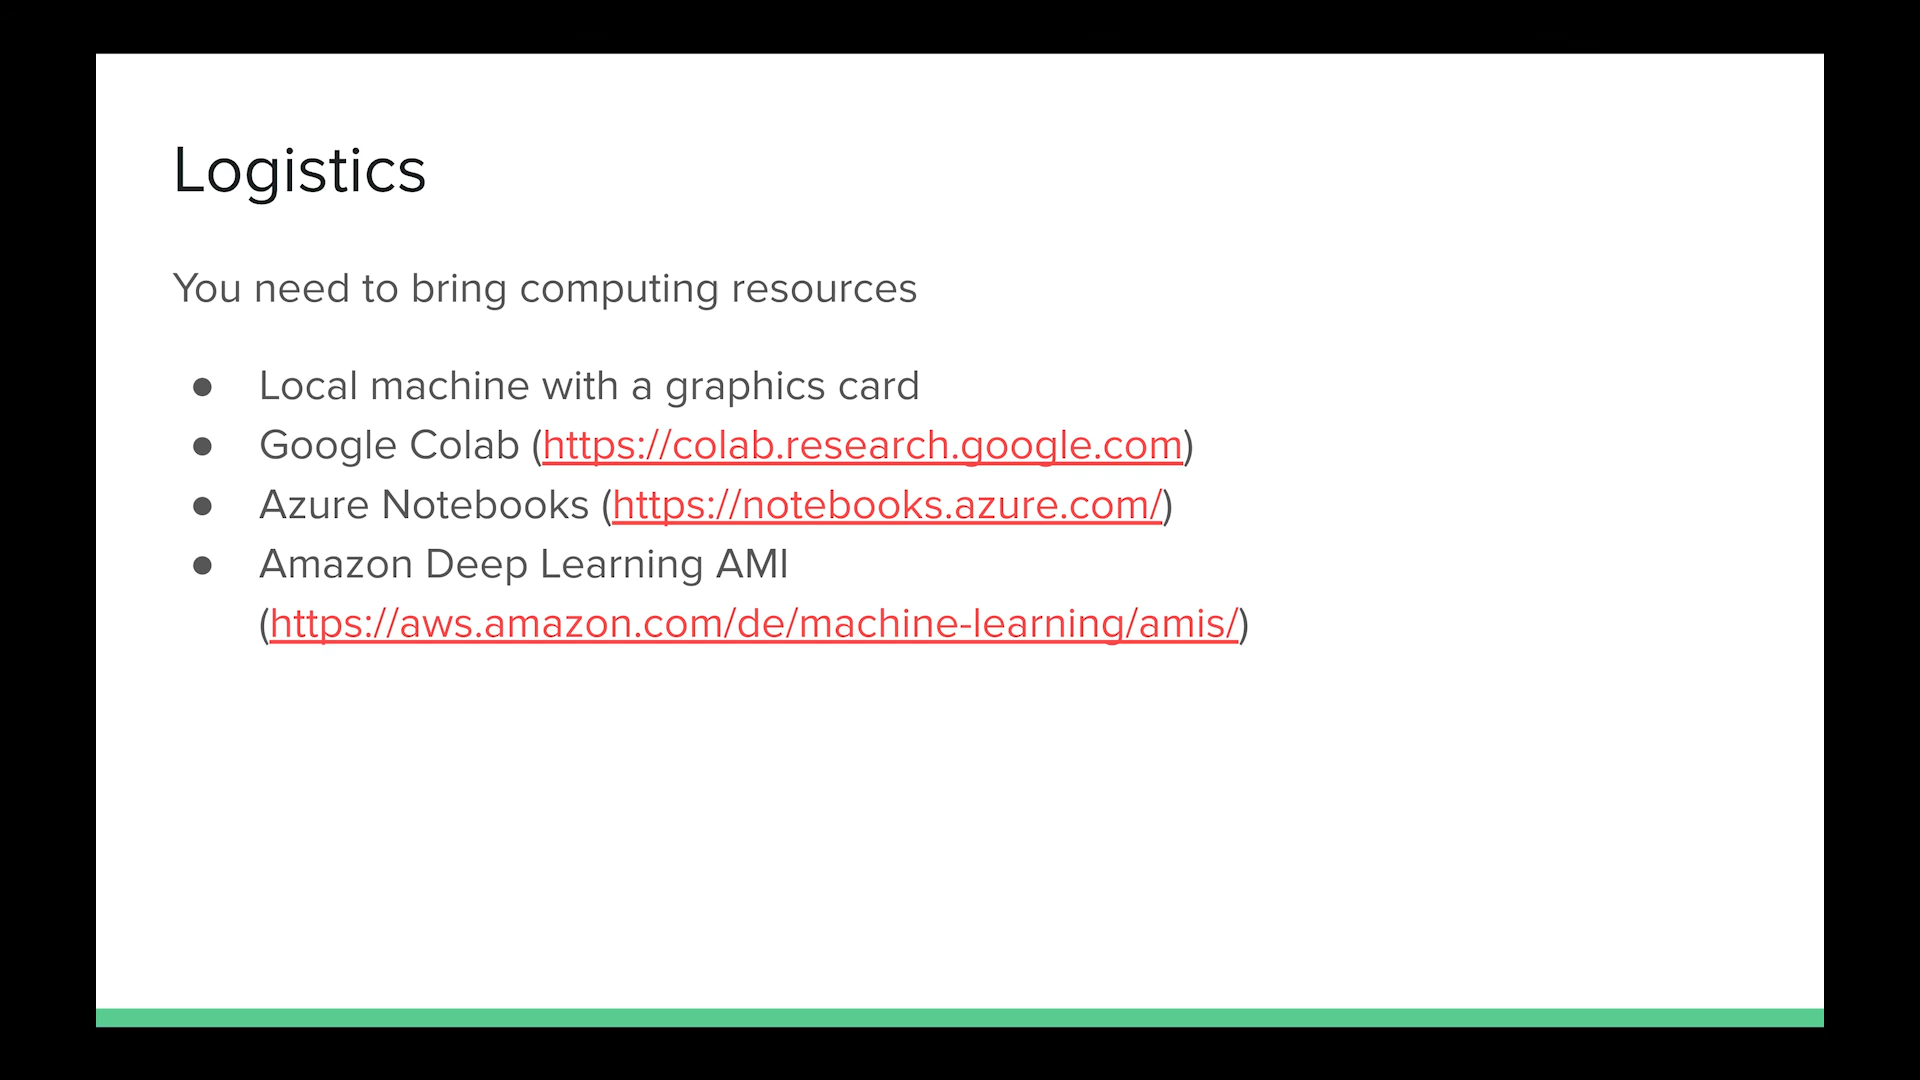 Logistics
You need to bring computing resources
● Local machine with a graphics card
● Google Colab (https://colab.research.google.com)
● Azure Notebooks (https://notebooks.azure.com/)
● Amazon Deep Learning AMI
(https://aws.amazon.com/de/machine-learning/amis/)